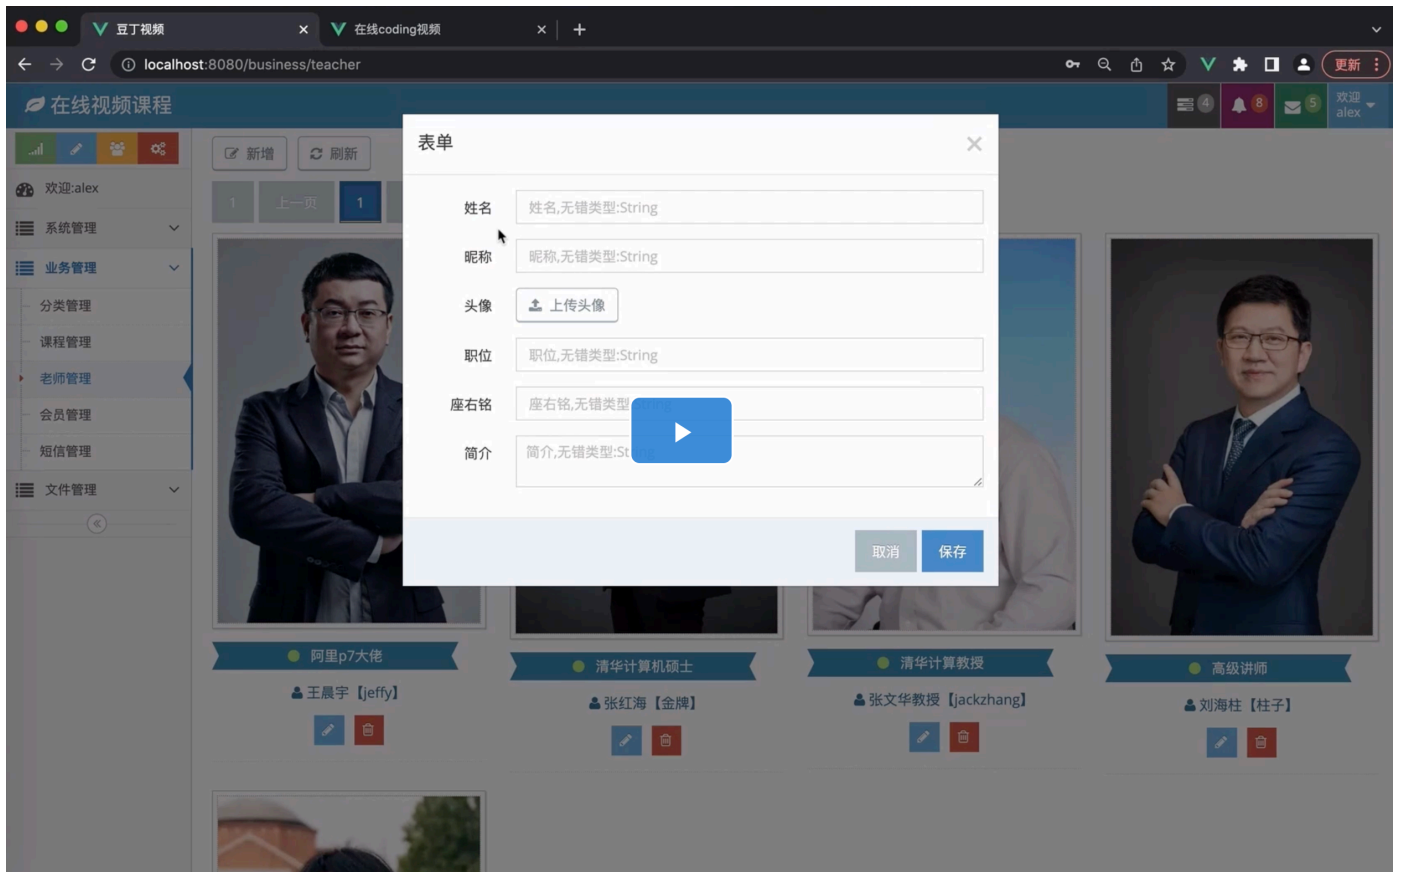 豆丁视频
在线coding视频
localhost:8080/business/teacher
更新
在线视频课程
4
8
5
欢迎
alex
欢迎:alex
系统管理
业务管理
分类管理
课程管理
老师管理
会员管理
短信管理
文件管理
新增
刷新
1
上一页
1
表单
姓名
姓名,无错类型:String
昵称
昵称,无错类型:String
头像
上传头像
职位
职位,无错类型:String
座右铭
座右铭,无错类型:String
简介
简介,无错类型:St
取消
保存
阿里p7大佬
王晨宇【jeffy】
清华计算机硕士
张红海【金牌】
清华计算教授
张文华教授【jackzhang】
高级讲师
刘海柱【柱子】